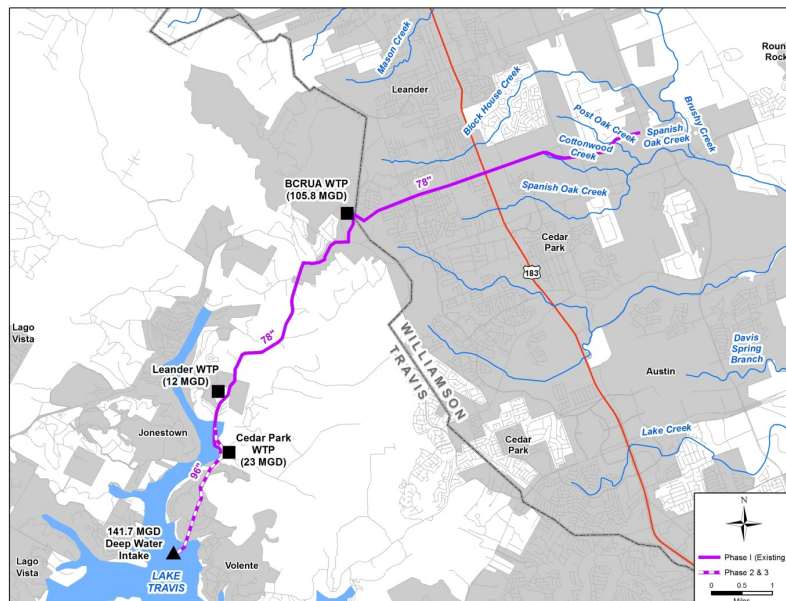 Mason Creek
Leander
Block House Creek
Round
Rock
Post Oak Creek
Brushy Creek
Cottonwood
Creek
Spanish
Oak Creek
BCRUA WTP
(105.8 MGD)
78"
Spanish Oak Creek
Cedar
Park
183
78"
Lago
Vista
WILLIAMSON
TRAVIS
Davis
Spring
Branch
Leander WTP
(12 MGD)
Austin
Jonestown
Cedar Park
WTP
(23 MGD)
Cedar
Park
Lake Creek
96"
141.7 MGD
Deep Water
Intake
Lago
Vista
LAKE
TRAVIS
Volente
N
Phase I (Existing
Phase 2 & 3
0 0.5 1
Miles